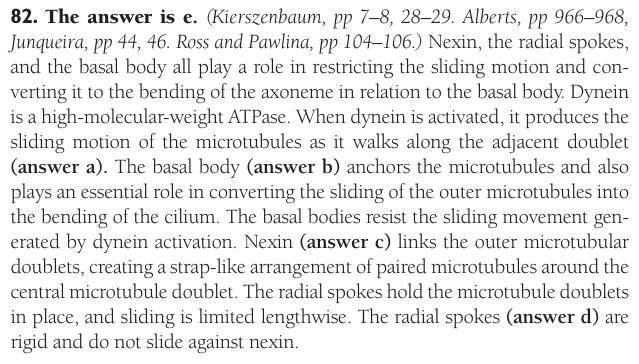 82. The answer is e. (Kierszenbaum, pp 7–8, 28–29. Alberts, pp 966–968,
Junqueira, pp 44, 46. Ross and Pawlina, pp 104–106.) Nexin, the radial spokes,
and the basal body all play a role in restricting the sliding motion and con-
verting it to the bending of the axoneme in relation to the basal body. Dynein
is a high-molecular-weight ATPase. When dynein is activated, it produces the
sliding motion of the microtubules as it walks along the adjacent doublet
(answer a). The basal body (answer b) anchors the microtubules and also
plays an essential role in converting the sliding of the outer microtubules into
the bending of the cilium. The basal bodies resist the sliding movement gen-
erated by dynein activation. Nexin (answer c) links the outer microtubular
doublets, creating a strap-like arrangement of paired microtubules around the
central microtubule doublet. The radial spokes hold the microtubule doublets
in place, and sliding is limited lengthwise. The radial spokes (answer d) are
rigid and do not slide against nexin.